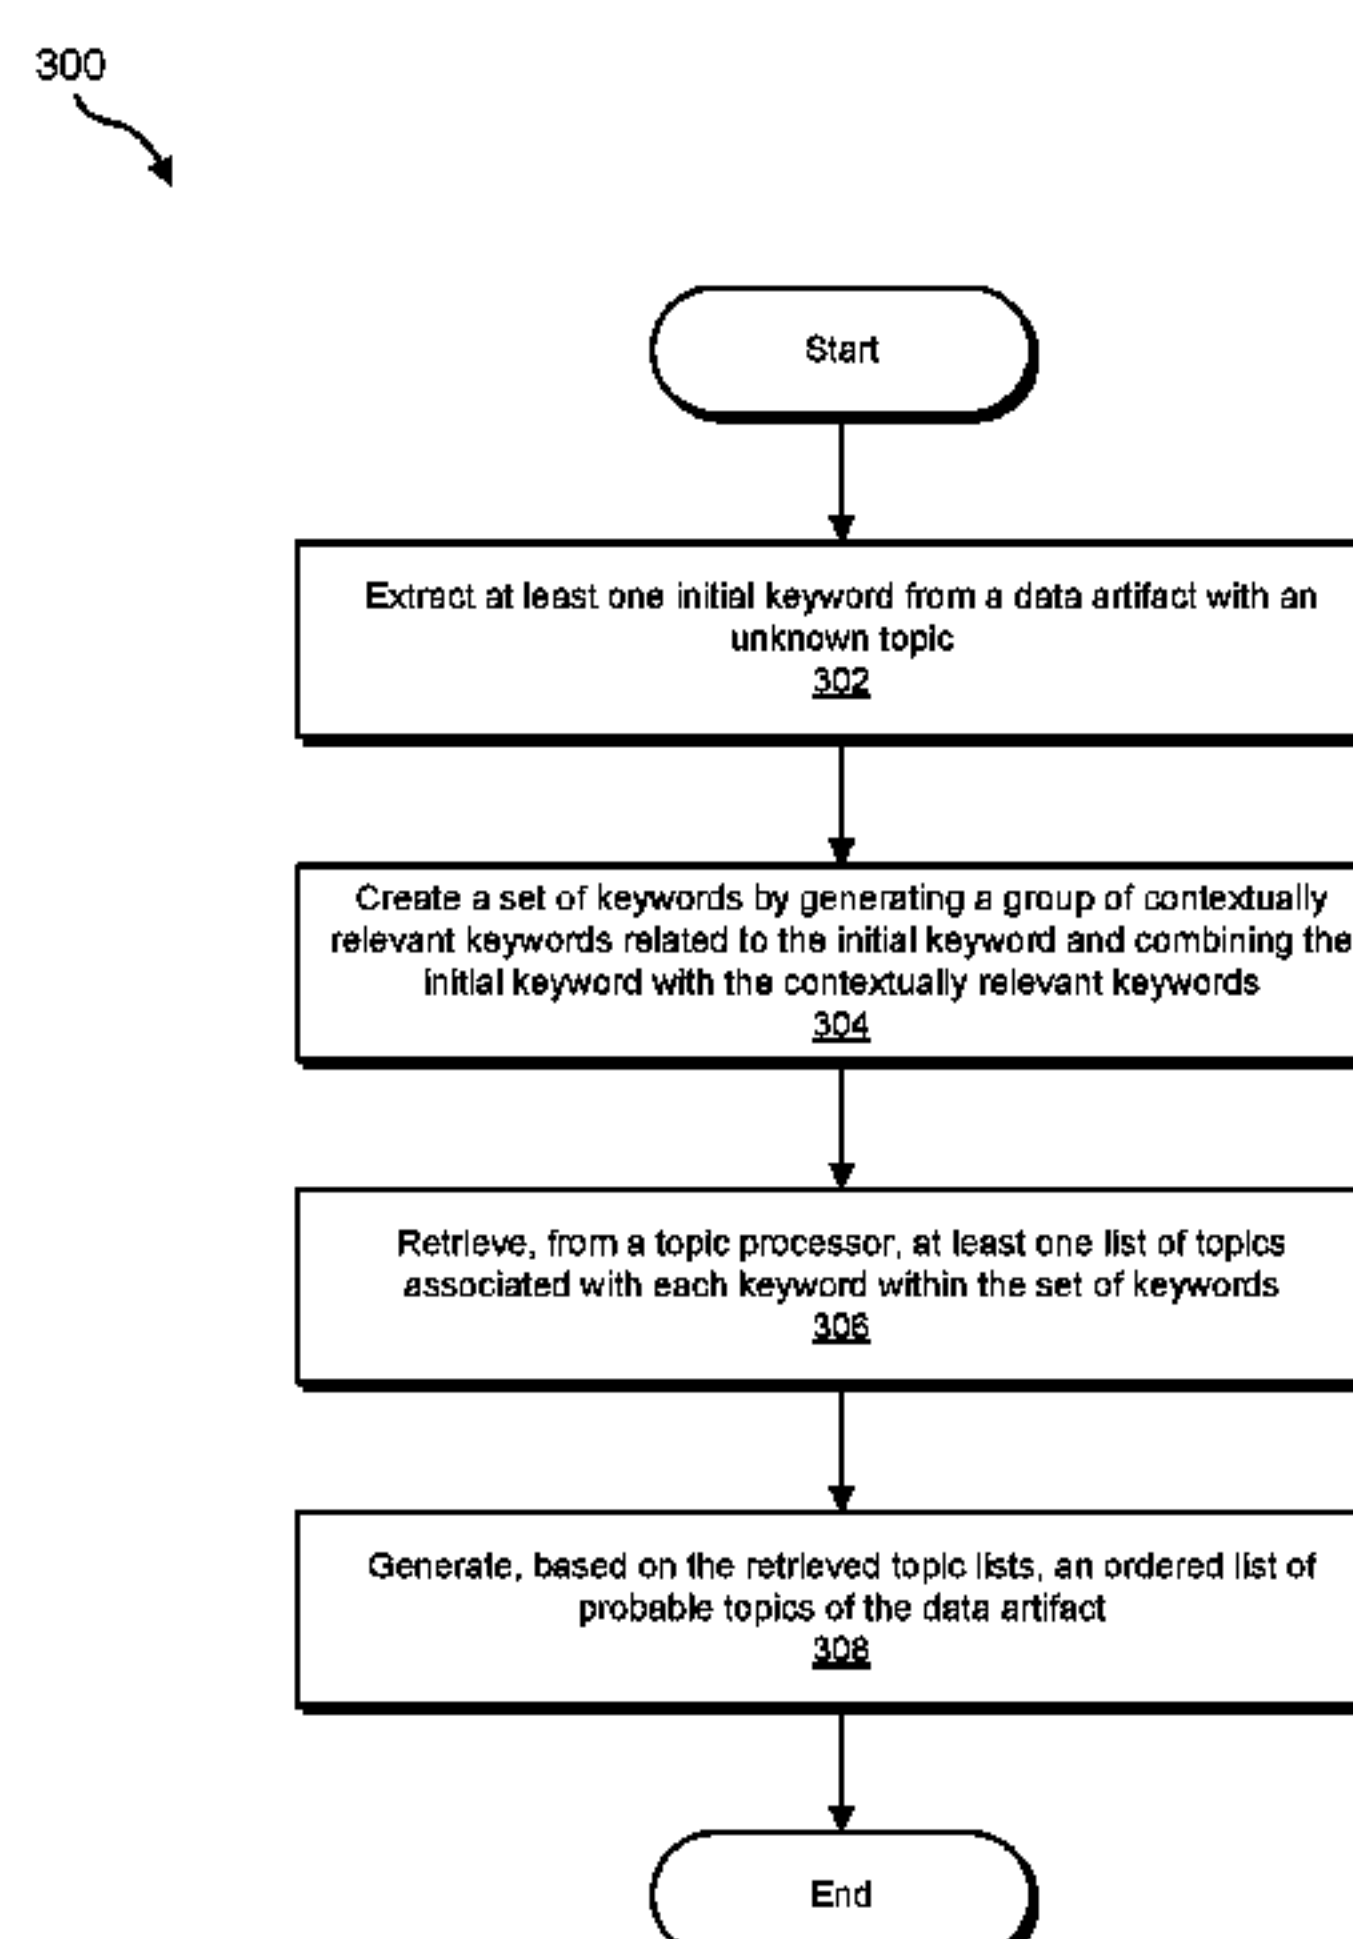 300
Start
Extract at least one initial keyword from a data artifact with an
unknown topic
302
Create a set of keywords by generating a group of contextually
relevant keywords related to the initial keyword and combining the
initial keyword with the contextually relevant keywords
304
Retrieve, from a topic processor, at least one list of topics
associated with each keyword within the set of keywords
306
Generate, based on the retrieved topic lists, an ordered list of
probable topics of the data artifact
308
End